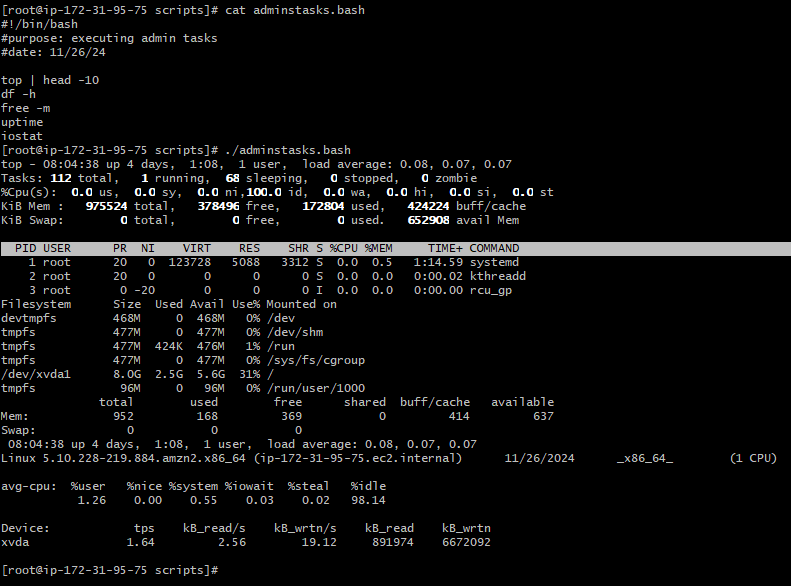 [root@ip-172-31-95-75 scripts]# cat adminstasks.bash
#!/bin/bash
#purpose: executing admin tasks
#date: 11/26/24

top | head -10
df -h
free -m
uptime
iostat
[root@ip-172-31-95-75 scripts]# ./adminstasks.bash
top - 08:04:38 up 4 days,  1:08,  1 user,  load average: 0.08, 0.07, 0.07
Tasks: 112 total,   1 running,  68 sleeping,   0 stopped,   0 zombie
%Cpu(s):  0.0 us,  0.0 sy,  0.0 ni,100.0 id,  0.0 wa,  0.0 hi,  0.0 si,  0.0 st
KiB Mem :   975524 total,   378496 free,   172804 used,   424224 buff/cache
KiB Swap:        0 total,        0 free,        0 used.   652908 avail Mem

  PID USER      PR  NI    VIRT    RES    SHR S %CPU %MEM     TIME+ COMMAND
    1 root      20   0  123728   5088   3312 S  0.0  0.5   1:14.59 systemd
    2 root      20   0       0      0      0 S  0.0  0.0   0:00.02 kthreadd
    3 root       0 -20       0      0      0 I  0.0  0.0   0:00.00 rcu_gp
Filesystem      Size  Used Avail Use% Mounted on
devtmpfs        468M     0  468M   0% /dev
tmpfs           477M     0  477M   0% /dev/shm
tmpfs           477M  424K  476M   1% /run
tmpfs           477M     0  477M   0% /sys/fs/cgroup
/dev/xvda1      8.0G  2.5G  5.6G  31% /
tmpfs            96M     0   96M   0% /run/user/1000
              total        used        free      shared  buff/cache   available
Mem:            952         168         369           0         414         637
Swap:             0           0           0
 08:04:38 up 4 days,  1:08,  1 user,  load average: 0.08, 0.07, 0.07
Linux 5.10.228-219.884.amzn2.x86_64 (ip-172-31-95-75.ec2.internal)      11/26/2024      _x86_64_        (1 CPU)

avg-cpu:  %user   %nice %system %iowait  %steal   %idle
           1.26    0.00    0.55    0.03    0.02   98.14

Device:            tps    kB_read/s    kB_wrtn/s    kB_read    kB_wrtn
xvda              1.64         2.56        19.12     891974    6672092

[root@ip-172-31-95-75 scripts]#